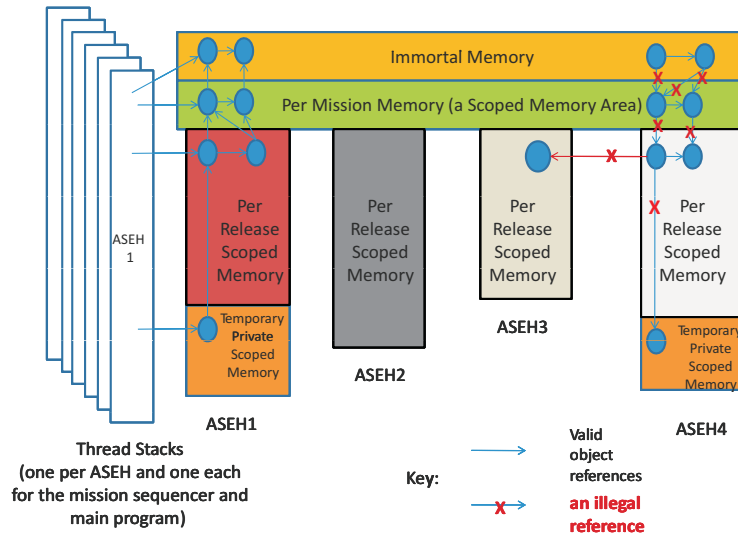 Immortal Memory
Per Mission Memory (a Scoped Memory Area)
X
X
X
X
X
X
X
ASEH
1
Per
Release
Scoped
Memory
Per
Release
Scoped
Memory
Per
Release
Scoped
Memory
Per
Release
Scoped
Memory
Temporary
Private
Scoped
Memory
Temporary
Private
Scoped
Memory
ASEH1
ASEH2
ASEH3
ASEH4
Thread Stacks
(one per ASEH and one each
for the mission sequencer and
main program)
Key:
Valid
object
references
X
an illegal
reference